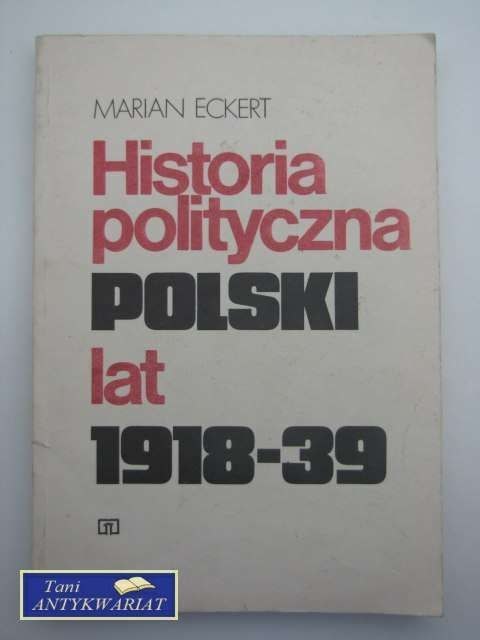 MARIAN ECKERT
Historia
polityczna
POLSKI
lat
1918-39
Tani
ANTYKWARIAT